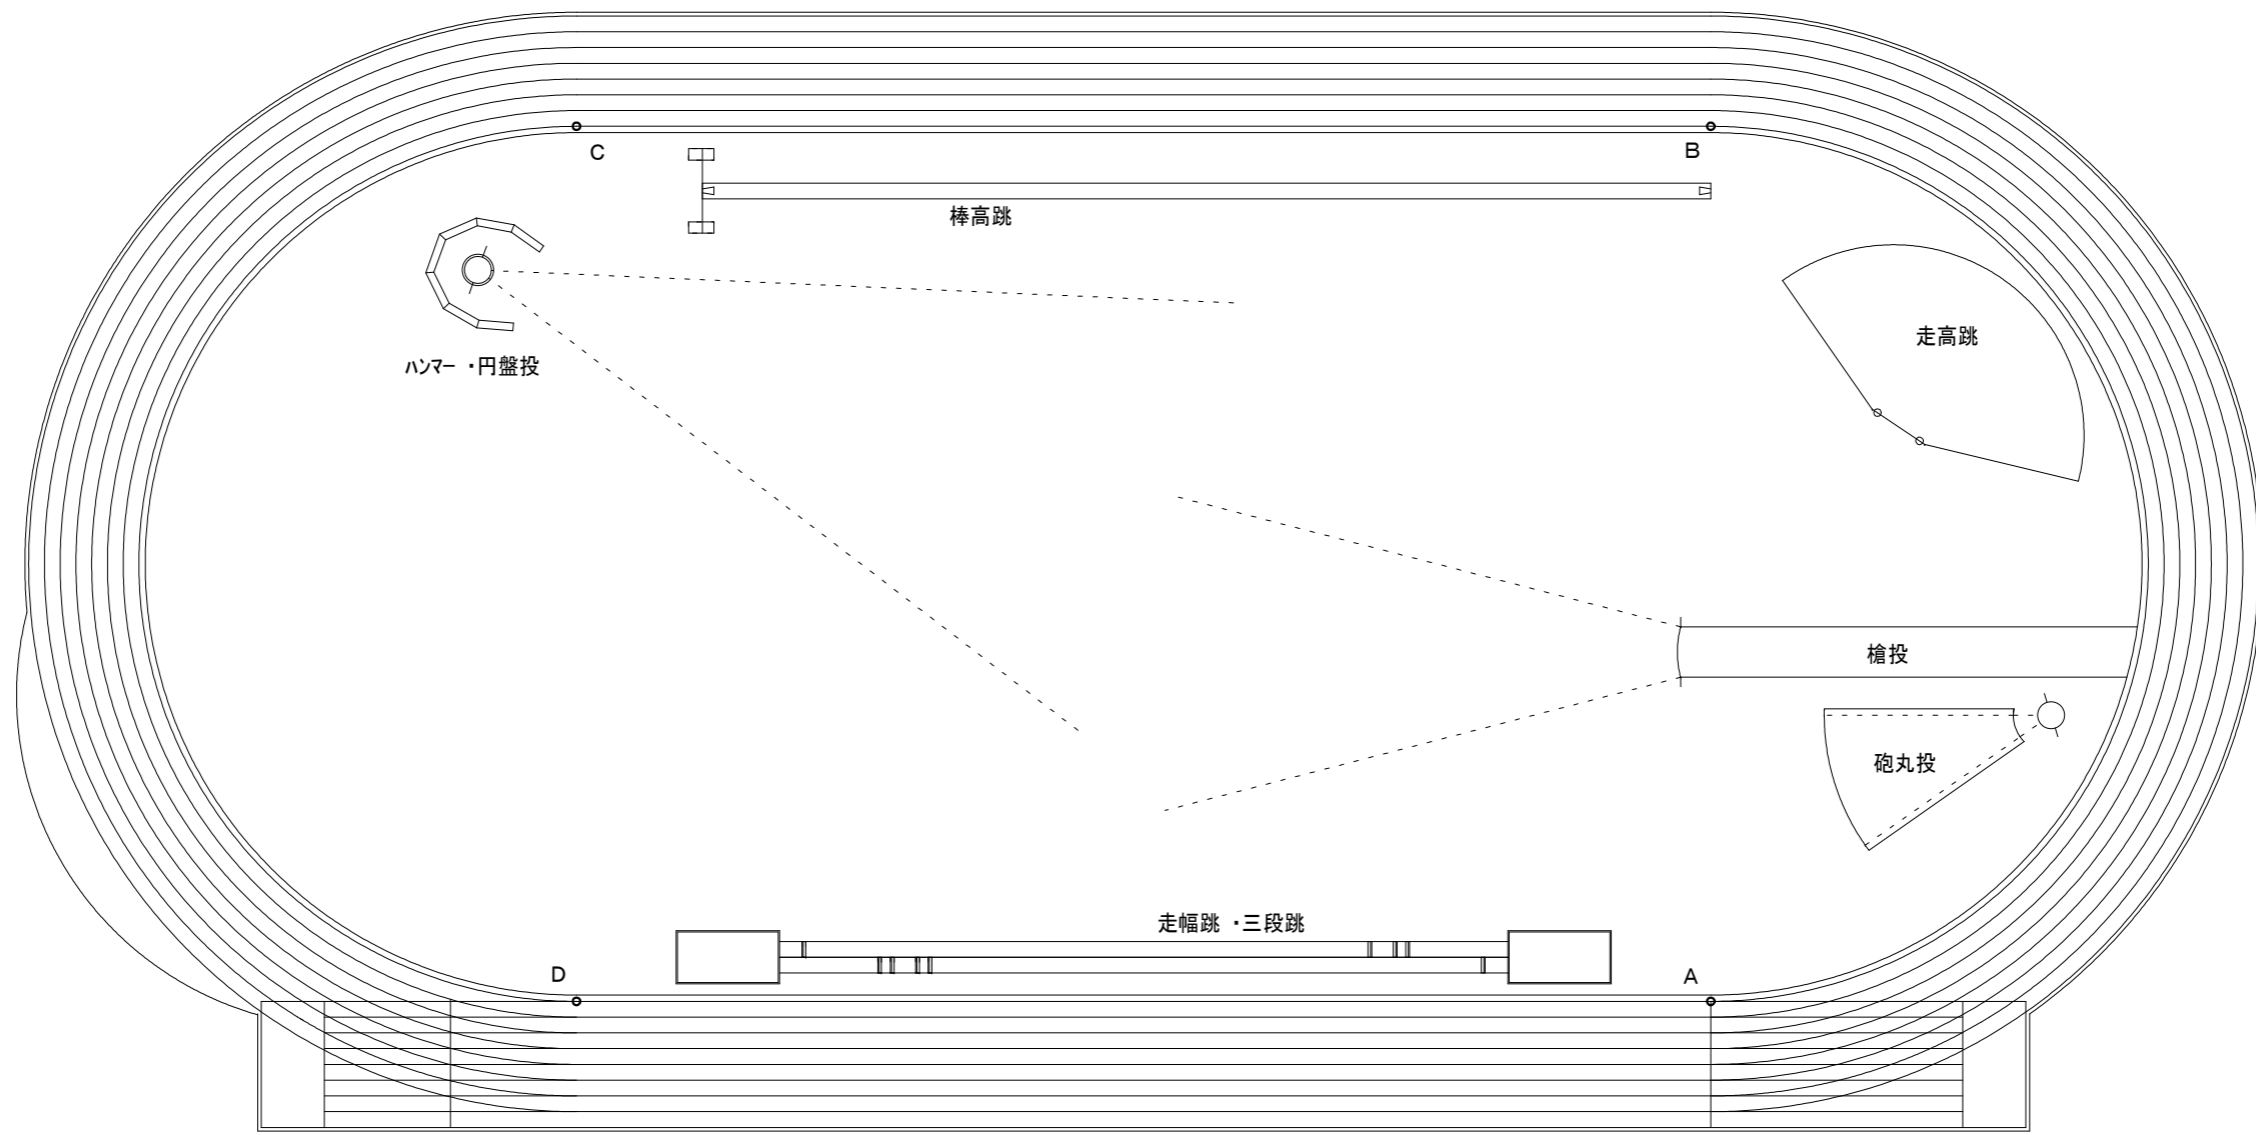 C
B
棒高跳
走高跳
ﾊﾝﾏｰ ・円盤投
槍投
砲丸投
走幅跳 ・三段跳
D
A